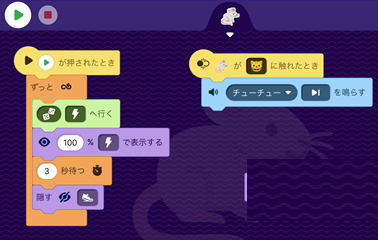 が押されたとき
ずっと
へ行く
100 % で表示する
3 秒待つ
隠す
が に触れたとき
チューチュー を鳴らす